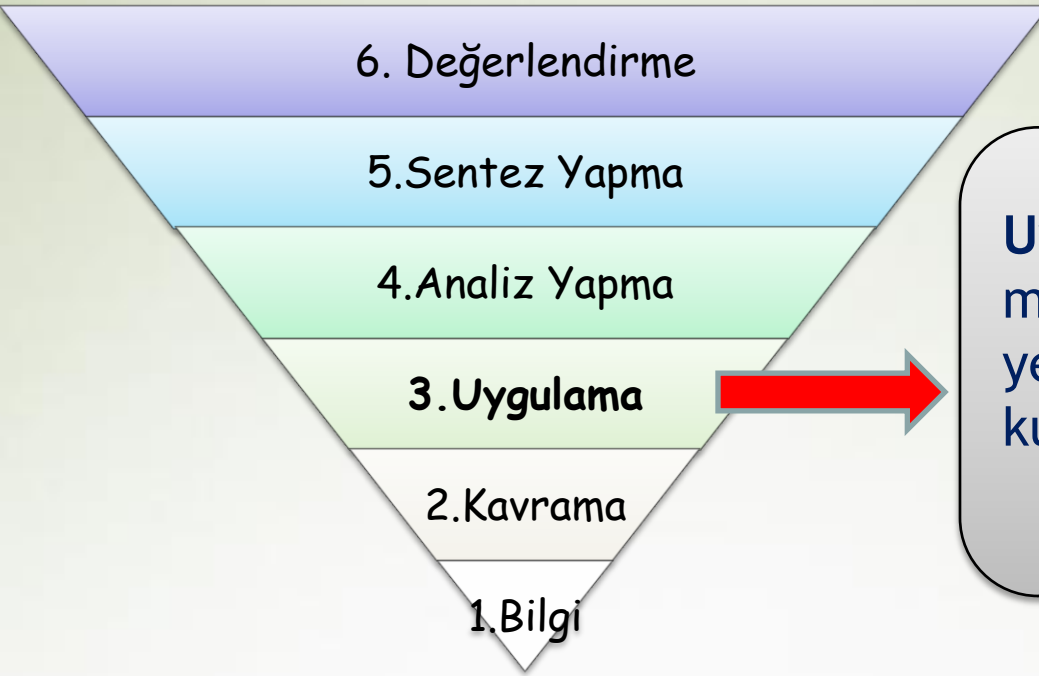 6. Değerlendirme
5.Sentez Yapma
4.Analiz Yapma
3.Uygulama
2.Kavrama
1.Bilgi